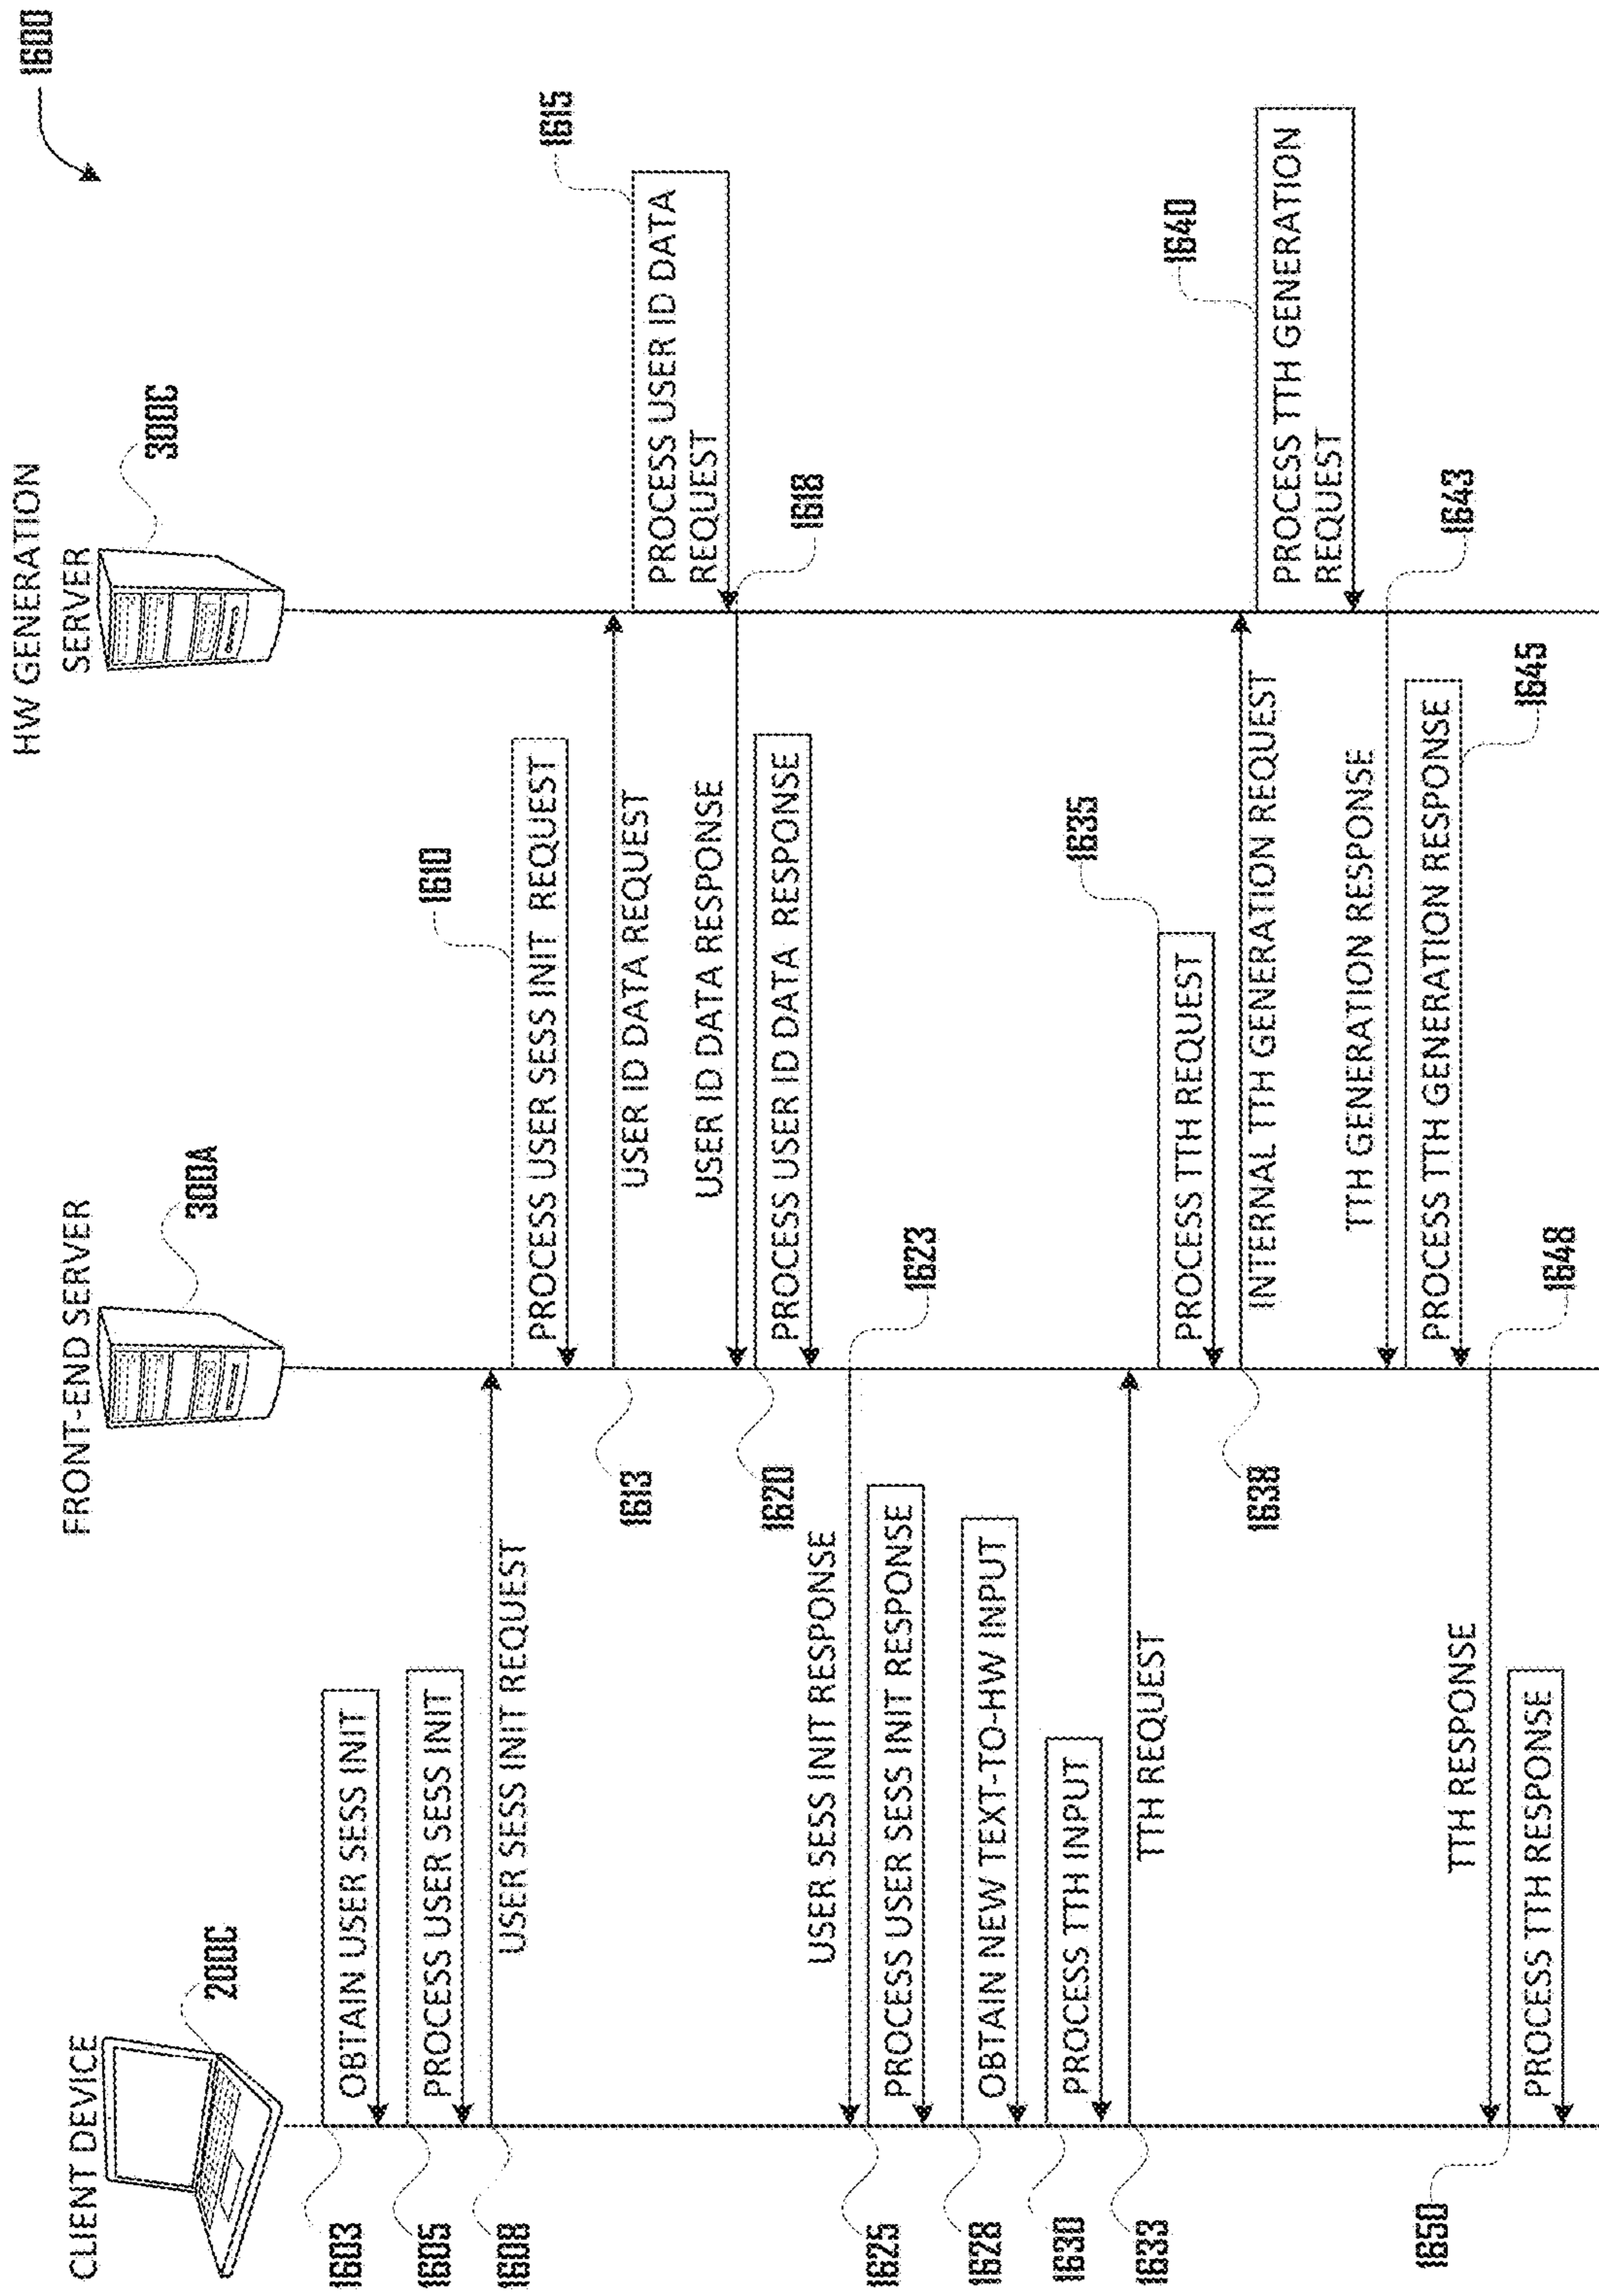 1600
CLIENT DEVICE
200C
FRONT-END SERVER
300A
HW GENERATION
SERVER
300C
1603
OBTAIN USER SESS INIT
1605
PROCESS USER SESS INIT
1608
USER SESS INIT REQUEST
1610
PROCESS USER SESS INIT REQUEST
1613
USER ID DATA REQUEST
1615
PROCESS USER ID DATA
REQUEST
1618
USER ID DATA RESPONSE
1620
PROCESS USER ID DATA RESPONSE
1623
USER SESS INIT RESPONSE
1625
PROCESS USER SESS INIT RESPONSE
1628
OBTAIN NEW TEXT-TO-HW INPUT
1630
PROCESS TTH INPUT
1633
TTH REQUEST
1635
PROCESS TTH REQUEST
1638
INTERNAL TTH GENERATION REQUEST
1640
PROCESS TTH GENERATION
REQUEST
1643
TTH GENERATION RESPONSE
1645
PROCESS TTH GENERATION RESPONSE
1648
TTH RESPONSE
1650
PROCESS TTH RESPONSE